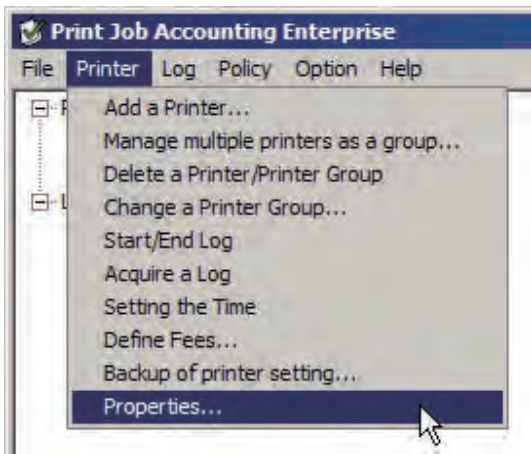 Print Job Accounting Enterprise
File Printer Log Policy Option Help
Add a Printer...
Manage multiple printers as a group...
Delete a Printer/Printer Group
Change a Printer Group...
Start/End Log
Acquire a Log
Setting the Time
Define Fees...
Backup of printer setting...
Properties...